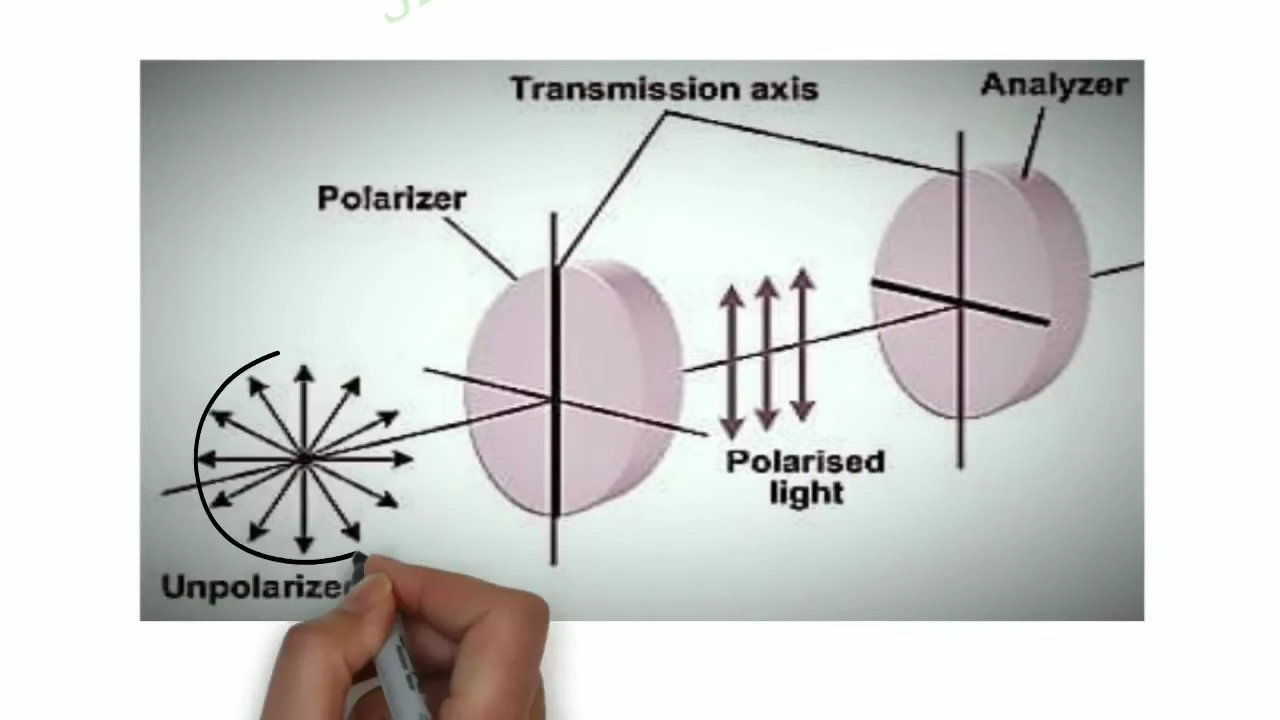 Transmission axis
Analyzer
Polarizer
Polarised
light